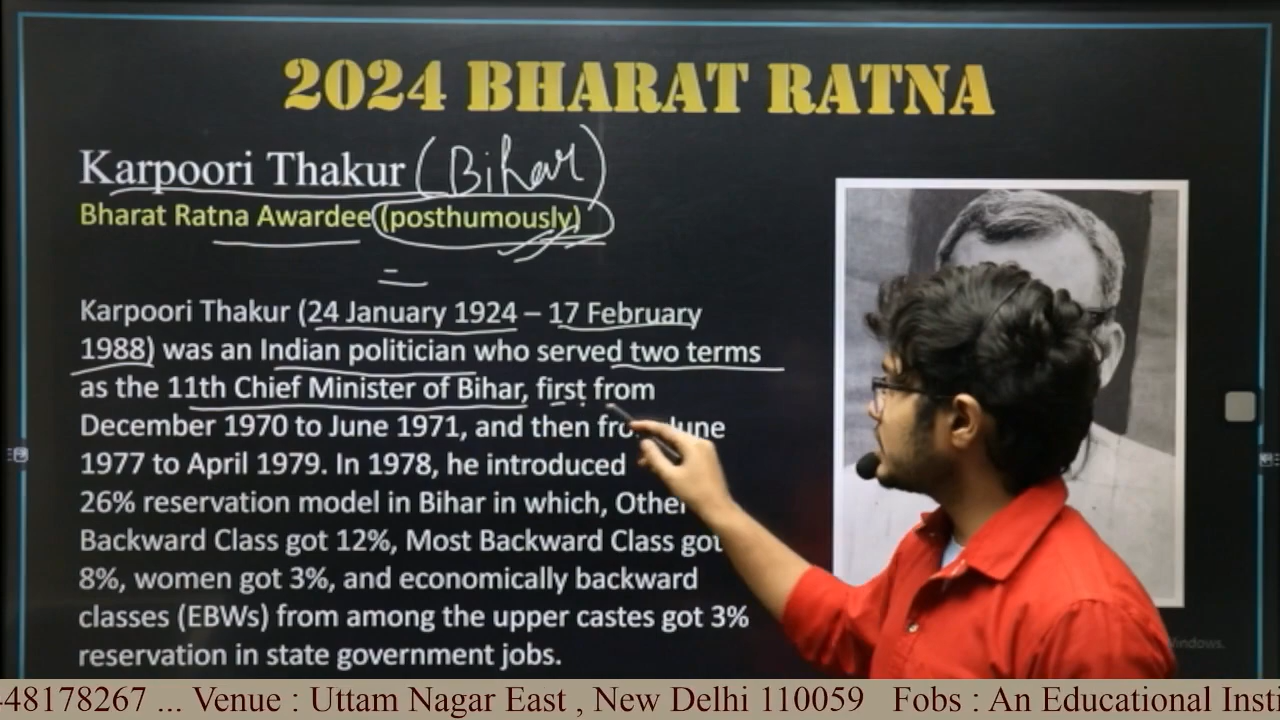 2024 BHARAT RATNA
Karpoori Thakur (Bihar)
Bharat Ratna Awardee (posthumously)
Karpoori Thakur (24 January 1924 – 17 February
1988) was an Indian politician who served two terms
as the 11th Chief Minister of Bihar, first from
December 1970 to June 1971, and then from June
1977 to April 1979. In 1978, he introduced
26% reservation model in Bihar in which, Other
Backward Class got 12%, Most Backward Class got
8%, women got 3%, and economically backward
classes (EBWs) from among the upper castes got 3%
reservation in state government jobs.
Windows.
-48178267 ... Venue : Uttam Nagar East , New Delhi 110059 Fobs : An Educational Insti